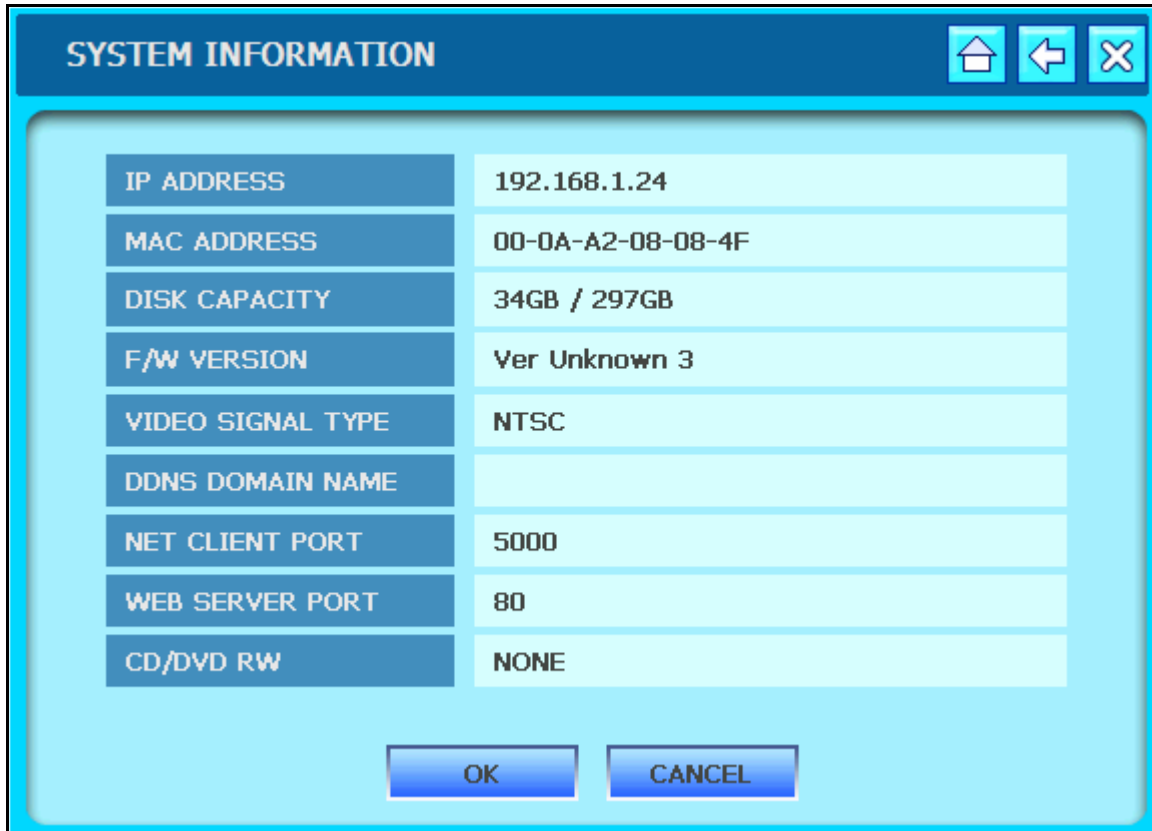 SYSTEM INFORMATION
IP ADDRESS 192.168.1.24
MAC ADDRESS 00-0A-A2-08-08-4F
DISK CAPACITY 34GB / 297GB
F/W VERSION Ver Unknown 3
VIDEO SIGNAL TYPE NTSC
DDNS DOMAIN NAME
NET CLIENT PORT 5000
WEB SERVER PORT 80
CD/DVD RW NONE
OK CANCEL